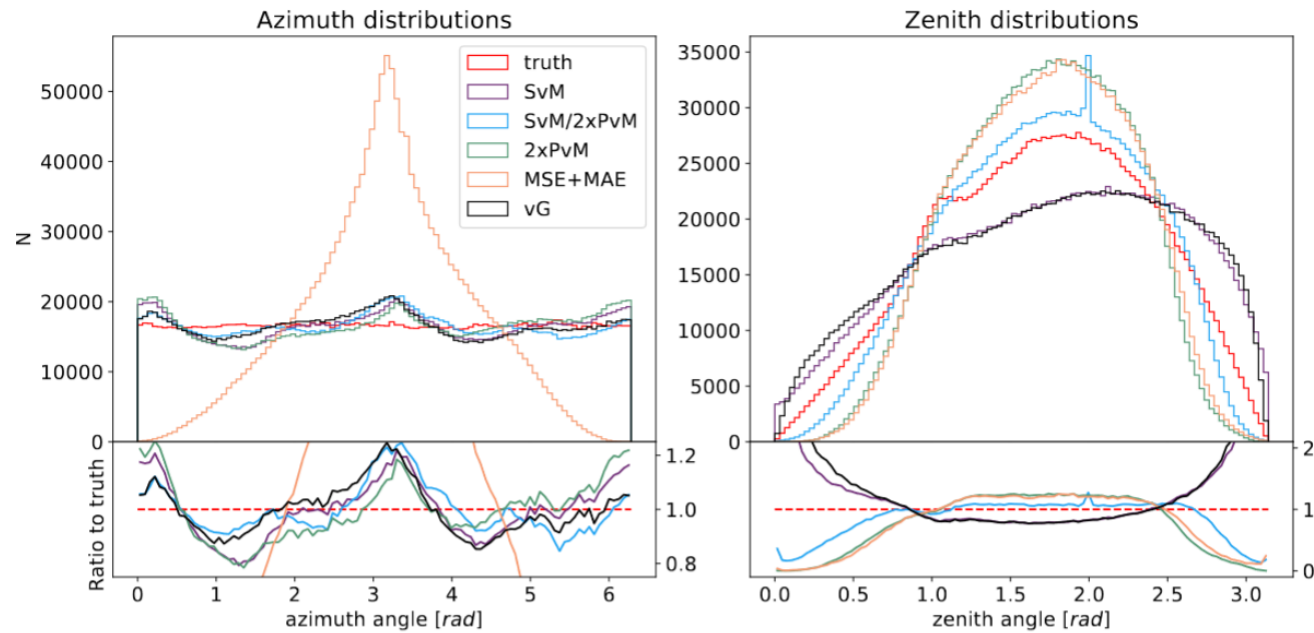 Azimuth distributions
N
50000
40000
30000
20000
10000
0
truth
SvM
SvM/2xPvM
2xPvM
MSE+MAE
vG
Ratio to truth
1.2
1.0
0.8
0 1 2 3 4 5 6
azimuth angle [rad]
Zenith distributions
35000
30000
25000
20000
15000
10000
5000
0
2
1
0
0.0 0.5 1.0 1.5 2.0 2.5 3.0
zenith angle [rad]